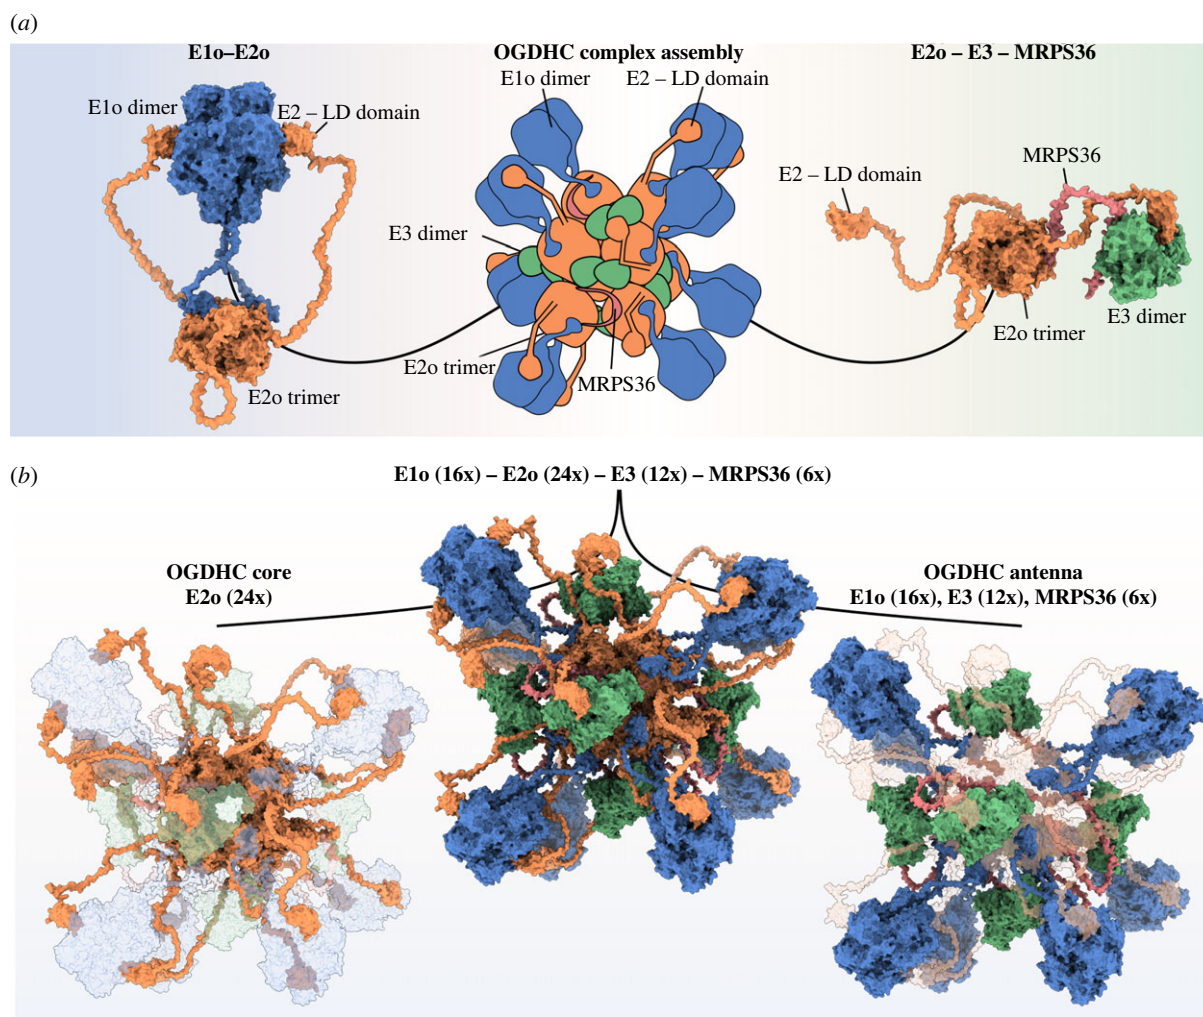 (a)
E1o–E2o
OGDHC complex assembly
E2o – E3 – MRPS36
E1o dimer
E2 – LD domain
E1o dimer
E2 – LD domain
MRPS36
E2 – LD domain
E3 dimer
E3 dimer
E2o trimer
E2o trimer
MRPS36
E2o trimer
(b)
E1o (16x) – E2o (24x) – E3 (12x) – MRPS36 (6x)
OGDHC core
E2o (24x)
OGDHC antenna
E1o (16x), E3 (12x), MRPS36 (6x)